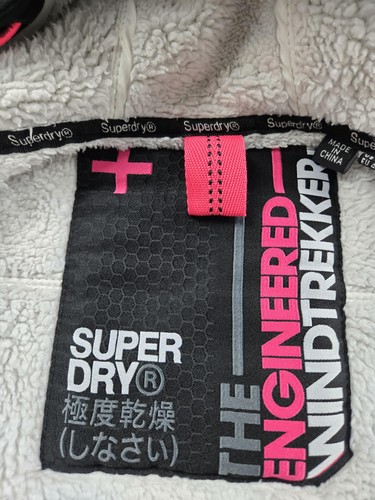 Superdry® Superdry® Superdry® Superdry®
MADE
IN
CHINA
SUPER
DRY®
極度乾燥
(しなさい)
THE
ENGINEERED
WINDTREKKER